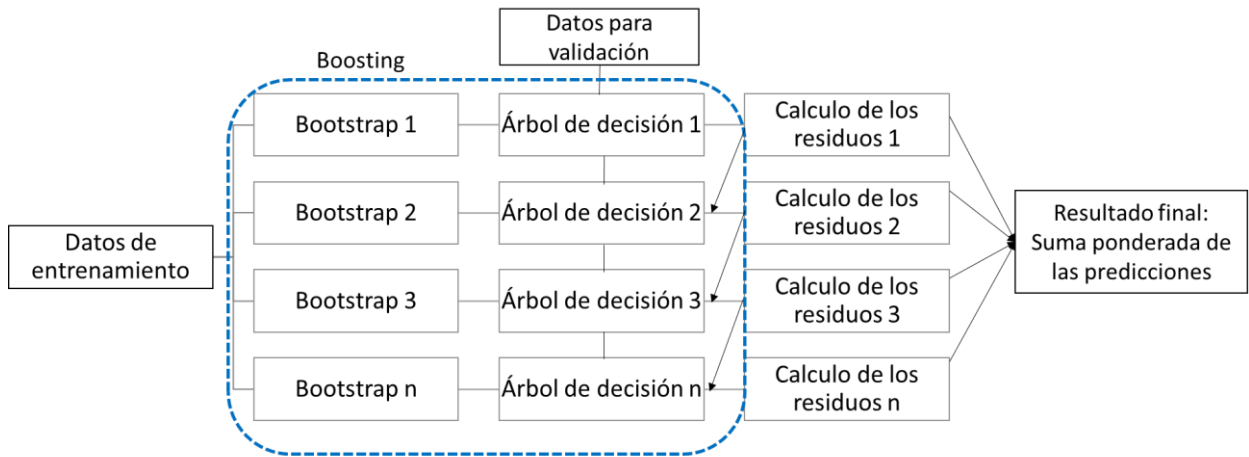 Datos para
validación
Boosting
Bootstrap 1
Árbol de decisión 1
Calculo de los
residuos 1
Bootstrap 2
Árbol de decisión 2
Calculo de los
residuos 2
Datos de
entrenamiento
Resultado final:
Suma ponderada de
las predicciones
Bootstrap 3
Árbol de decisión 3
Calculo de los
residuos 3
Bootstrap n
Árbol de decisión n
Calculo de los
residuos n